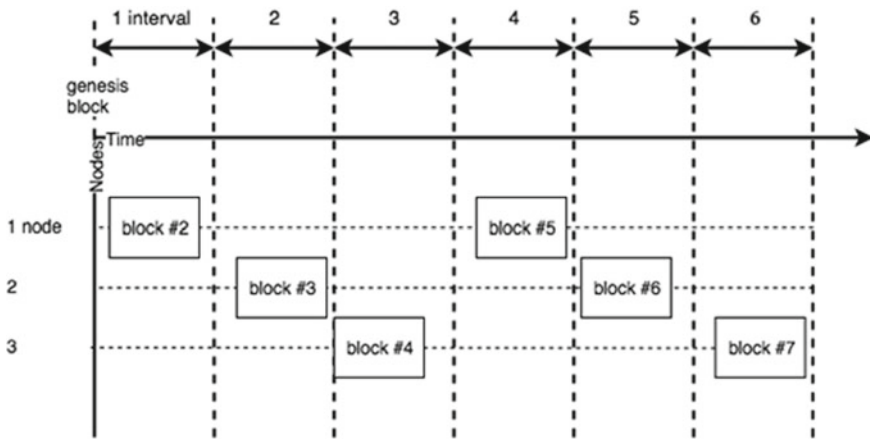 1 interval 2 3 4 5 6
genesis
block
Time
Nodes
1 node block #2 block #5
2 block #3 block #6
3 block #4 block #7